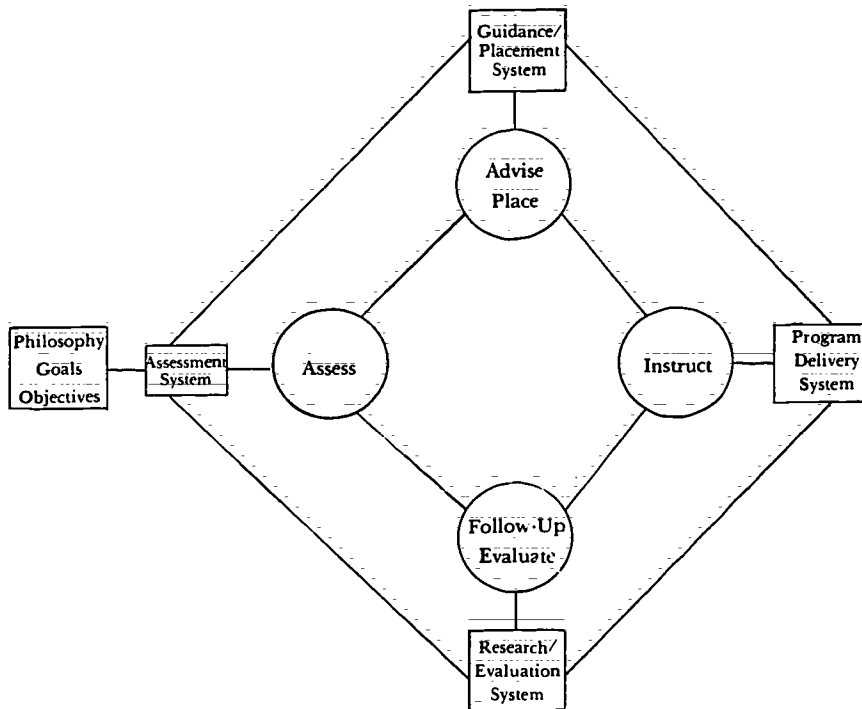 Guidance/
Placement
System
Advise
Place
Philosophy
Goals
Objectives
Assessment
System
Assess
Instruct
Program
Delivery
System
Follow-Up
Evaluate
Research/
Evaluation
System